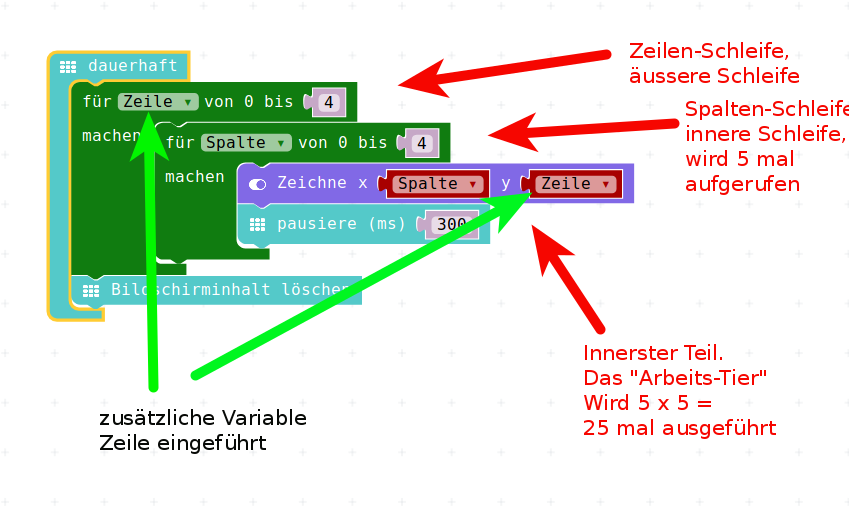 dauerhaft
für Zeile ▾ von 0 bis 4
machen
für Spalte ▾ von 0 bis 4
machen
Zeichne x Spalte ▾ y Zeile ▾
pausiere (ms) 300
Bildschirminhalt löschen
Zeilen-Schleife,
äussere Schleife
Spalten-Schleife
innere Schleife,
wird 5 mal
aufgerufen
Innerster Teil.
Das "Arbeits-Tier"
Wird 5 x 5 =
25 mal ausgeführt
zusätzliche Variable
Zeile eingeführt